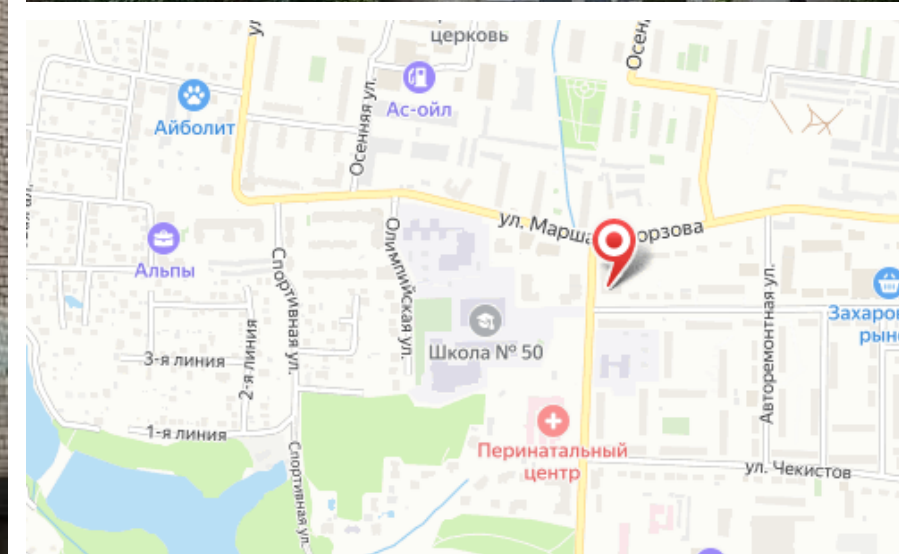 церковь
Осен
Ас-ойл
Айболит
Осенняя ул.
ул. Марша
орзова
Альпы
Спортивная ул.
Олимпийская ул.
Авторемонтная ул.
Захаров
рын
Школа № 50
3-я линия
2-я линия
1-я линия
Перинатальный
центр
Спортивная ул.
ул. Чекистов